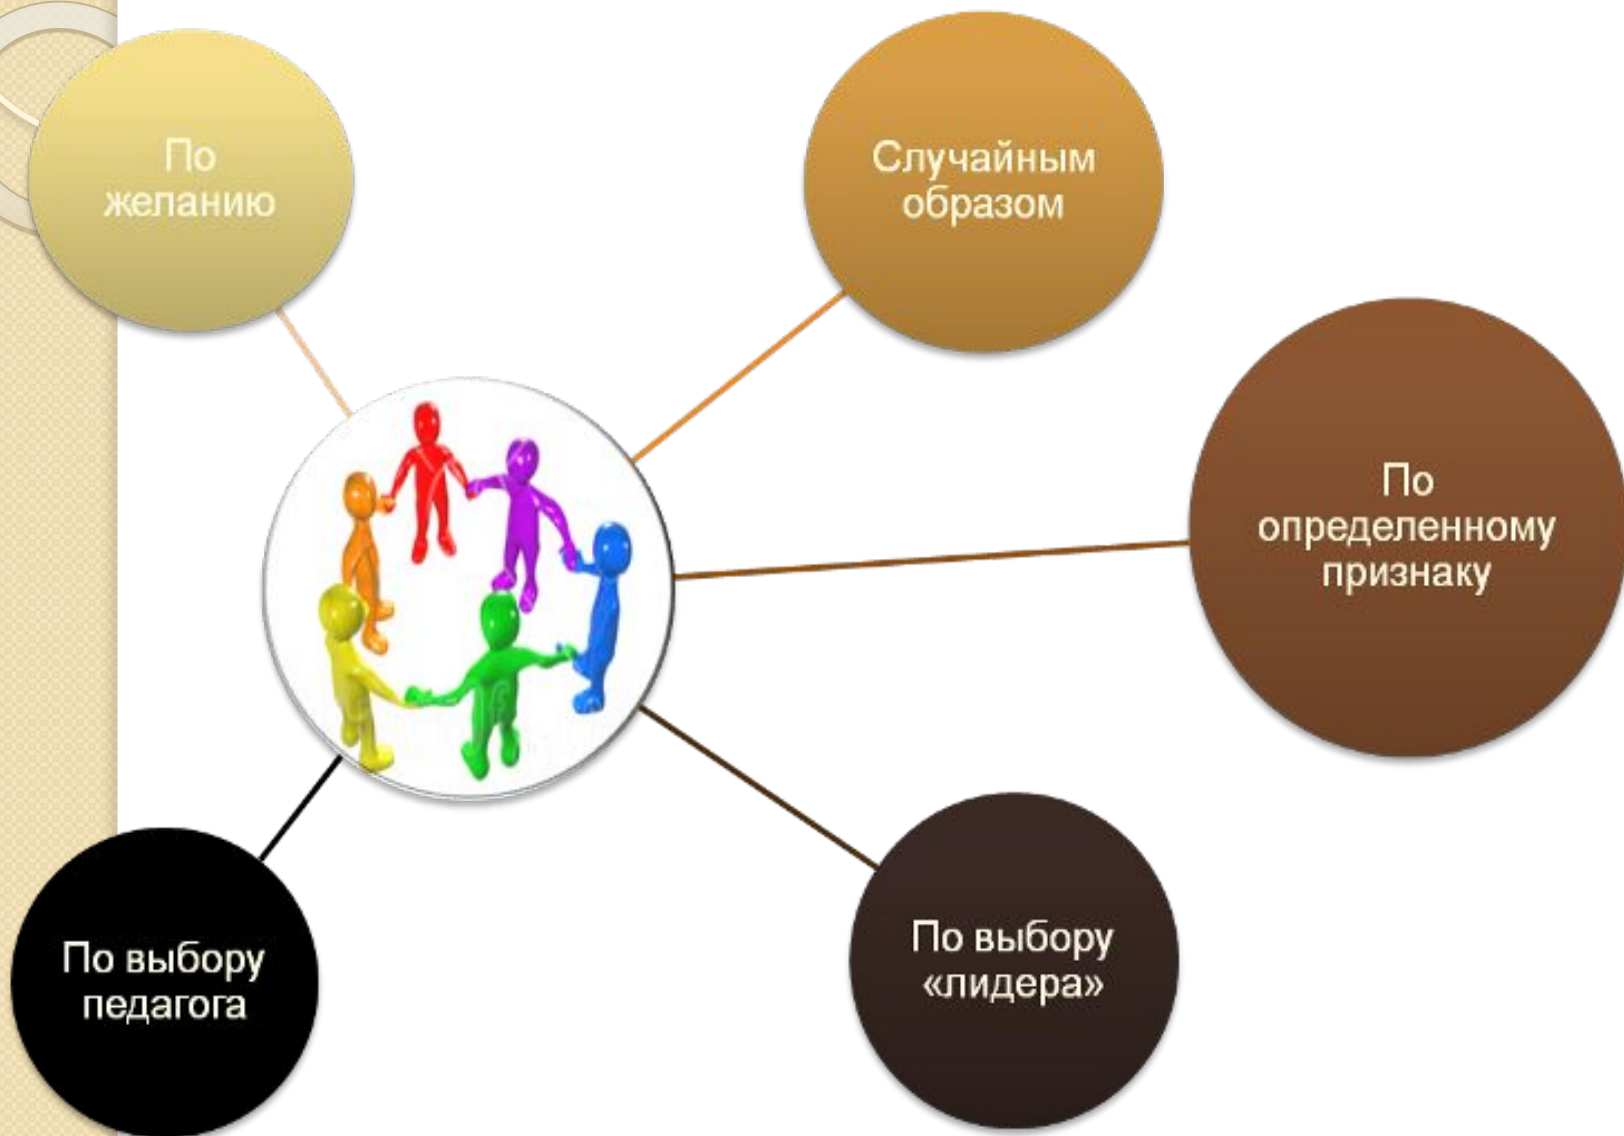 По
желанию
Случайным
образом
По
определенному
признаку
По выбору
«лидера»
По выбору
педагога